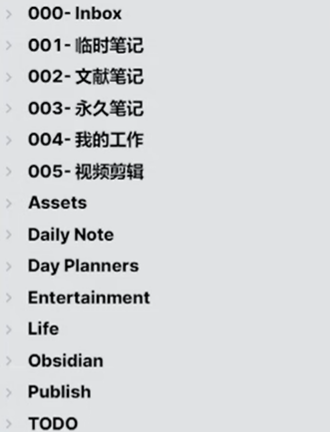 000- Inbox
001- 临时笔记
002- 文献笔记
003- 永久笔记
004- 我的工作
005- 视频剪辑
Assets
Daily Note
Day Planners
Entertainment
Life
Obsidian
Publish
TODO